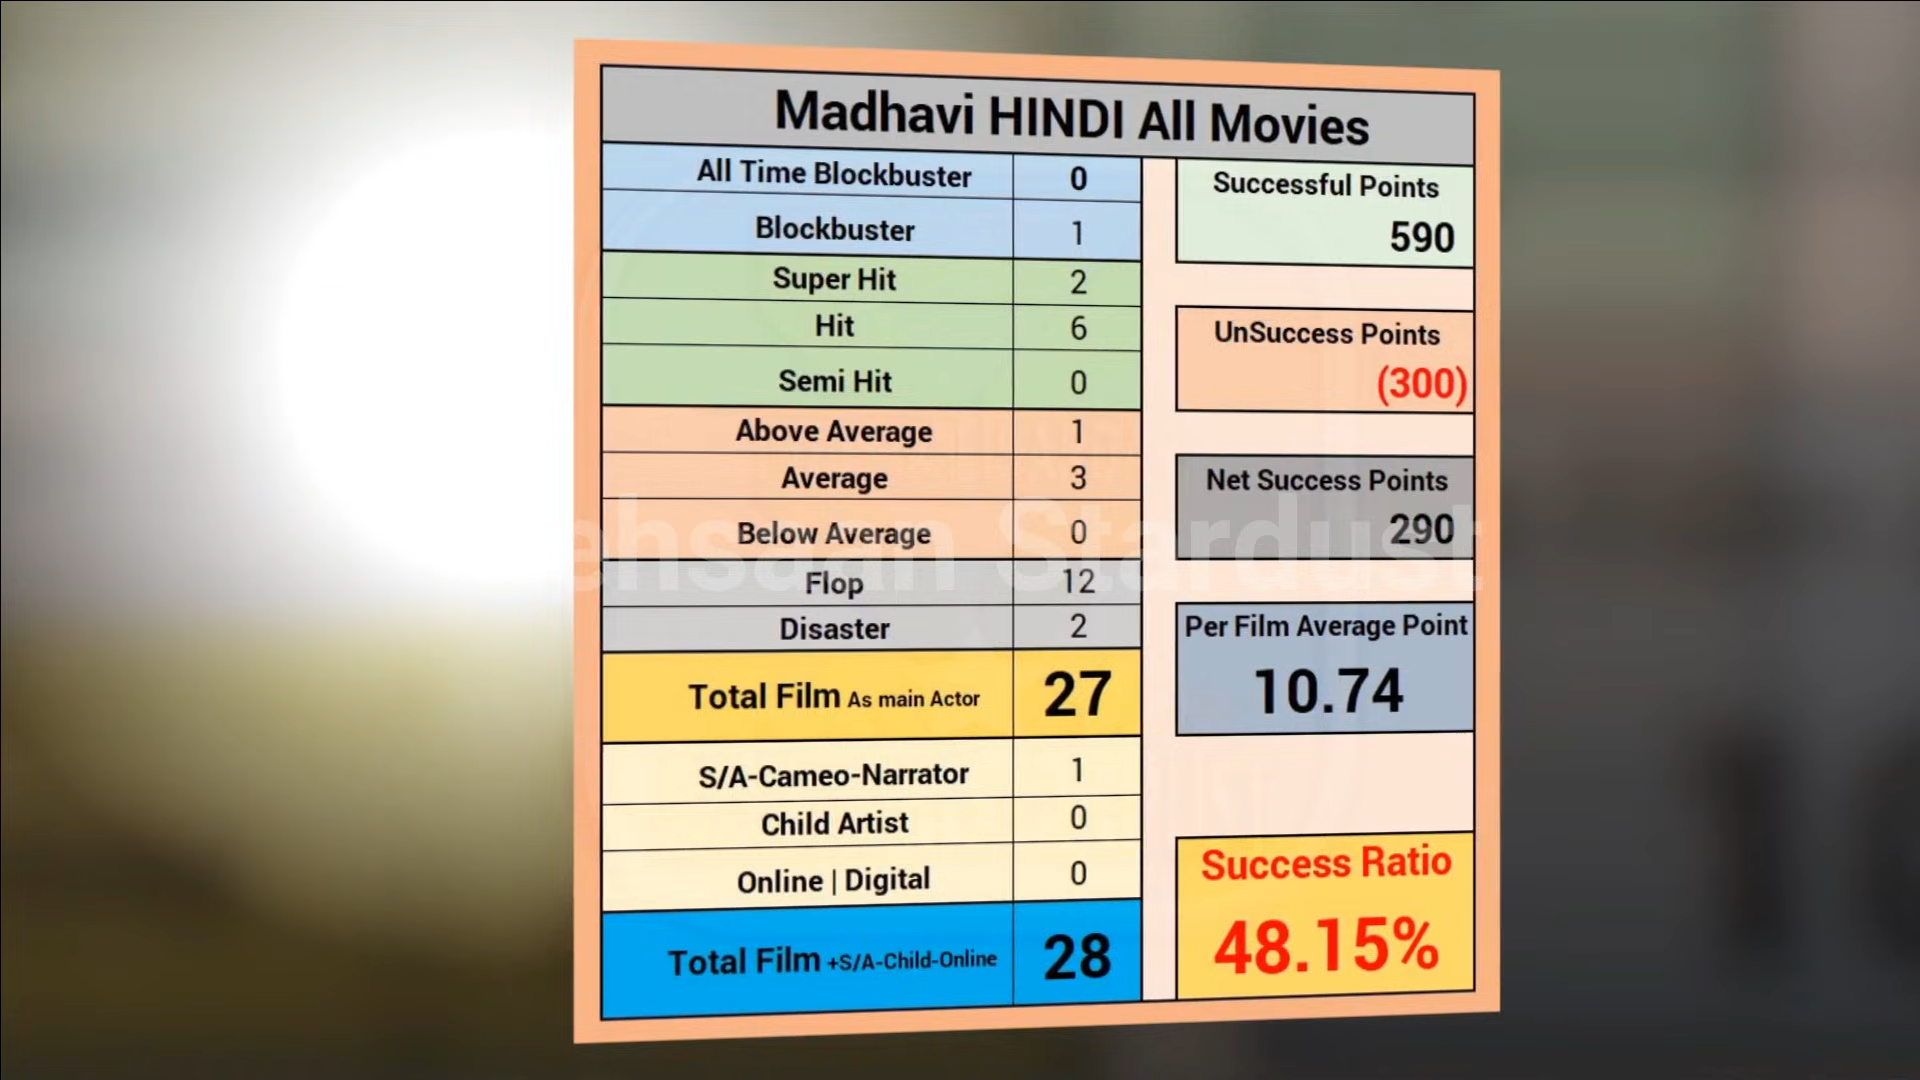 Madhavi HINDI All Movies
All Time Blockbuster 0
Blockbuster 1
Super Hit 2
Hit 6
Semi Hit 0
Above Average 1
Average 3
Below Average 0
Flop 12
Disaster 2
Total Film As main Actor 27
S/A-Cameo-Narrator 1
Child Artist 0
Online | Digital 0
Total Film +S/A-Child-Online 28
Successful Points
590
UnSuccess Points
(300)
Net Success Points
290
Per Film Average Point
10.74
Success Ratio
48.15%
ehsaan Stardust